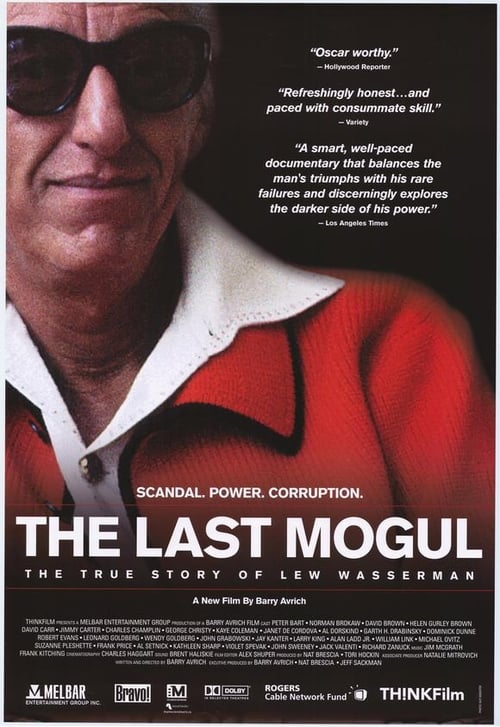 “Oscar worthy.”
— Hollywood Reporter
“Refreshingly honest...and
paced with consummate skill.”
— Variety
“A smart, well-paced
documentary that balances the
man's triumphs with his rare
failures and discerningly explores
the darker side of his power.”
— Los Angeles Times
SCANDAL. POWER. CORRUPTION.
THE LAST MOGUL
THE TRUE STORY OF LEW WASSERMAN
A New Film By Barry Avrich
THINKFILM PRESENTS A MELBAR ENTERTAINMENT GROUP PRODUCTION OF A BARRY AVRICH FILM CAST PETER BART • NORMAN BROKAW • DAVID BROWN • HELEN GURLEY BROWN
DAVID CARR • JIMMY CARTER • CHARLES CHAMPLIN • GEORGE CHRISTY • KAYE COLEMAN • JANET DE CORDOVA • AL DORSKIND • GARTH H. DRABINSKY • DOMINICK DUNNE
ROBERT EVANS • LEONARD GOLDBERG • WENDY GOLDBERG • JOHN GRABOWSKI • JAY KANTER • LARRY KING • ALAN LADD JR. • WILLIAM LINK • MICHAEL OVITZ
SUZANNE PLESHETTE • FRANK PRICE • AL SETNICK • KATHLEEN SHARP • VIOLET SPEVAK • JOHN SWEENEY • JACK VALENTI • RICHARD ZANUCK MUSIC JIM MCGRATH
FRANK KITCHING CINEMATOGRAPHY CHARLES HAGGART SOUND BRENT HALISKIE FILM EDITOR ALEX SHUPER PRODUCED BY NAT BRESCIA • TORI HOCKIN ASSOCIATE PRODUCER NATALIE MITROVICH
WRITTEN AND DIRECTED BY BARRY AVRICH EXECUTIVE PRODUCED BY BARRY AVRICH • NAT BRESCIA • JEFF SACKMAN
MELBAR
ENTERTAINMENT GROUP INC.
Bravo!
DOLBY
IN SELECTED THEATRES
ROGERS
Cable Network Fund
THINKFilm